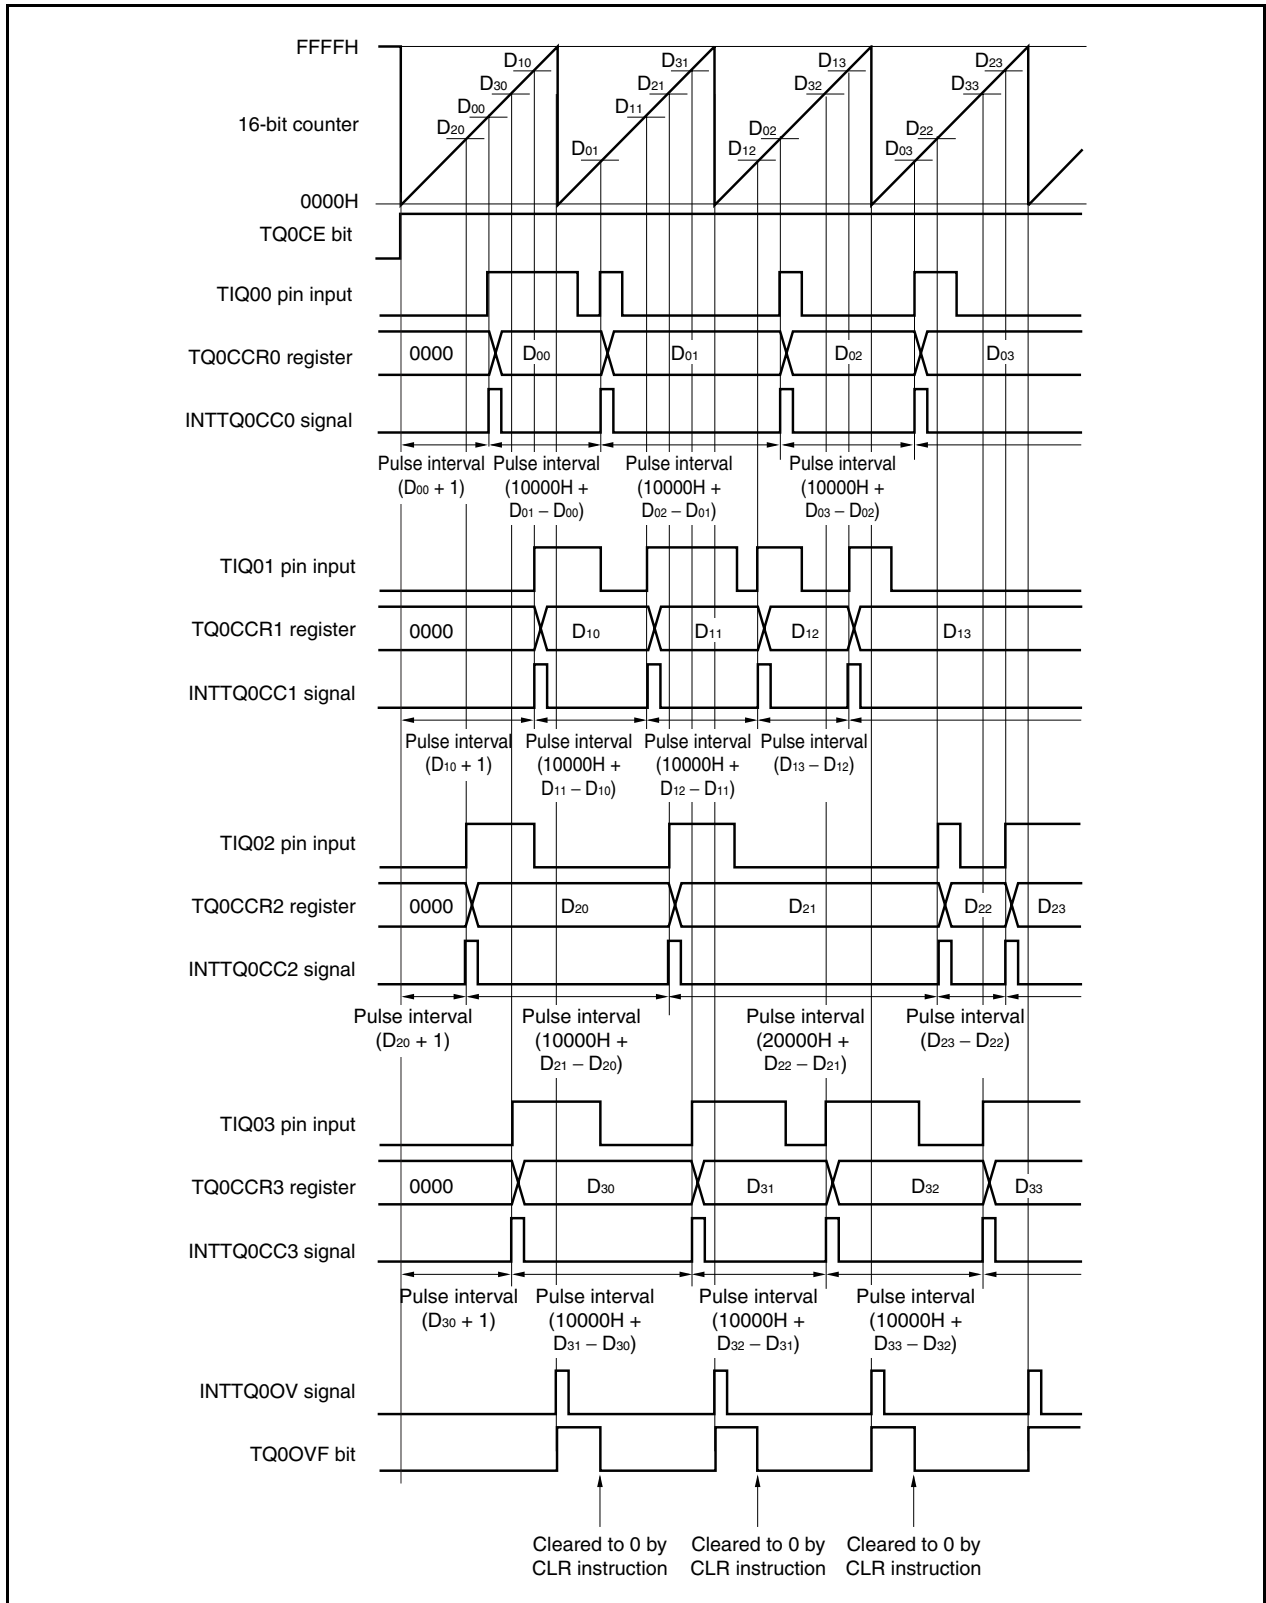 FFFFH
D10
D31
D13
D23
D30
D21
D32
D33
D00
D11
16-bit counter
D20
D02
D22
D01
D12
D03
0000H
TQ0CE bit
TIQ00 pin input
TQ0CCR0 register
0000
D00
D01
D02
D03
INTTQ0CC0 signal
Pulse interval
(D00 + 1)
Pulse interval
(10000H +
D01 – D00)
Pulse interval
(10000H +
D02 – D01)
Pulse interval
(10000H +
D03 – D02)
TIQ01 pin input
TQ0CCR1 register
0000
D10
D11
D12
D13
INTTQ0CC1 signal
Pulse interval
(D10 + 1)
Pulse interval
(10000H +
D11 – D10)
Pulse interval
(10000H +
D12 – D11)
Pulse interval
(D13 – D12)
TIQ02 pin input
TQ0CCR2 register
0000
D20
D21
D22
D23
INTTQ0CC2 signal
Pulse interval
(D20 + 1)
Pulse interval
(10000H +
D21 – D20)
Pulse interval
(20000H +
D22 – D21)
Pulse interval
(D23 – D22)
TIQ03 pin input
TQ0CCR3 register
0000
D30
D31
D32
D33
INTTQ0CC3 signal
Pulse interval
(D30 + 1)
Pulse interval
(10000H +
D31 – D30)
Pulse interval
(10000H +
D32 – D31)
Pulse interval
(10000H +
D33 – D32)
INTTQ0OV signal
TQ0OVF bit
Cleared to 0 by
CLR instruction
Cleared to 0 by
CLR instruction
Cleared to 0 by
CLR instruction